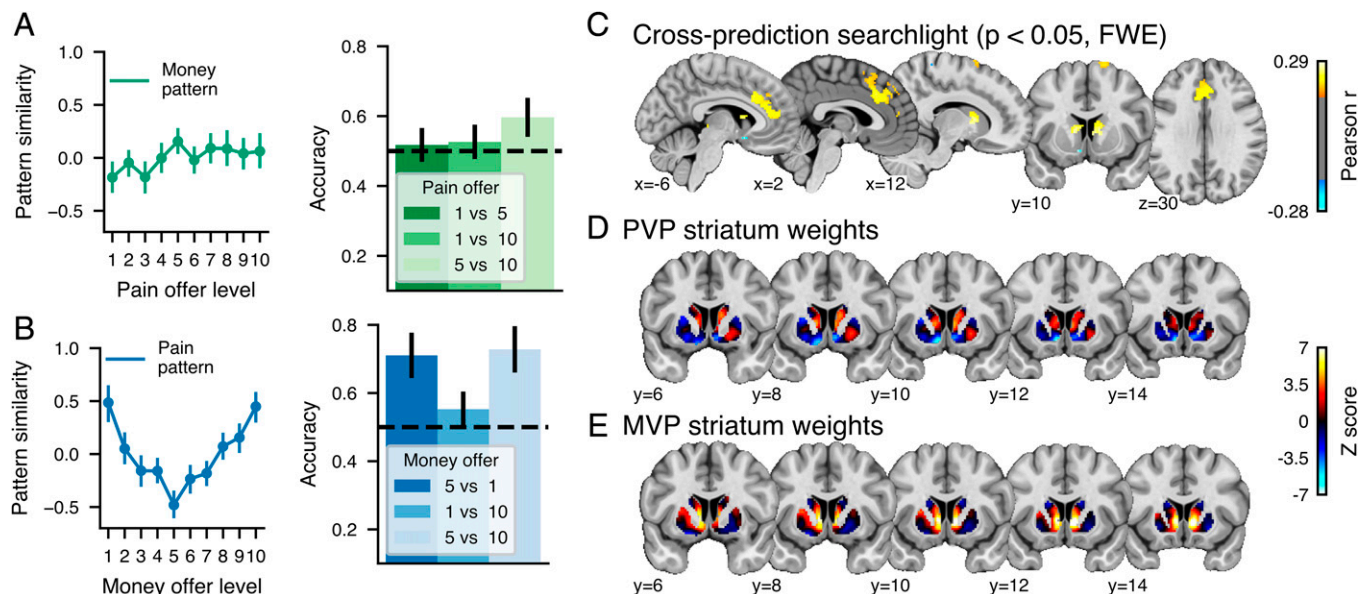 A
Pattern similarity
1.0
0.5
0.0
−0.5
Money
pattern
1 2 3 4 5 6 7 8 9 10
Pain offer level
Accuracy
0.8
0.6
0.4
0.2
Pain offer
1 vs 5
1 vs 10
5 vs 10
B
Pattern similarity
1.0
0.5
0.0
−0.5
Pain
pattern
1 2 3 4 5 6 7 8 9 10
Money offer level
Accuracy
0.8
0.6
0.4
0.2
Money offer
5 vs 1
1 vs 10
5 vs 10
C Cross-prediction searchlight (p < 0.05, FWE)
x=-6 x=2 x=12 y=10 z=30
0.29
Pearson r
-0.28
D PVP striatum weights
y=6 y=8 y=10 y=12 y=14
E MVP striatum weights
y=6 y=8 y=10 y=12 y=14
7
3.5
0
-3.5
-7
Z score